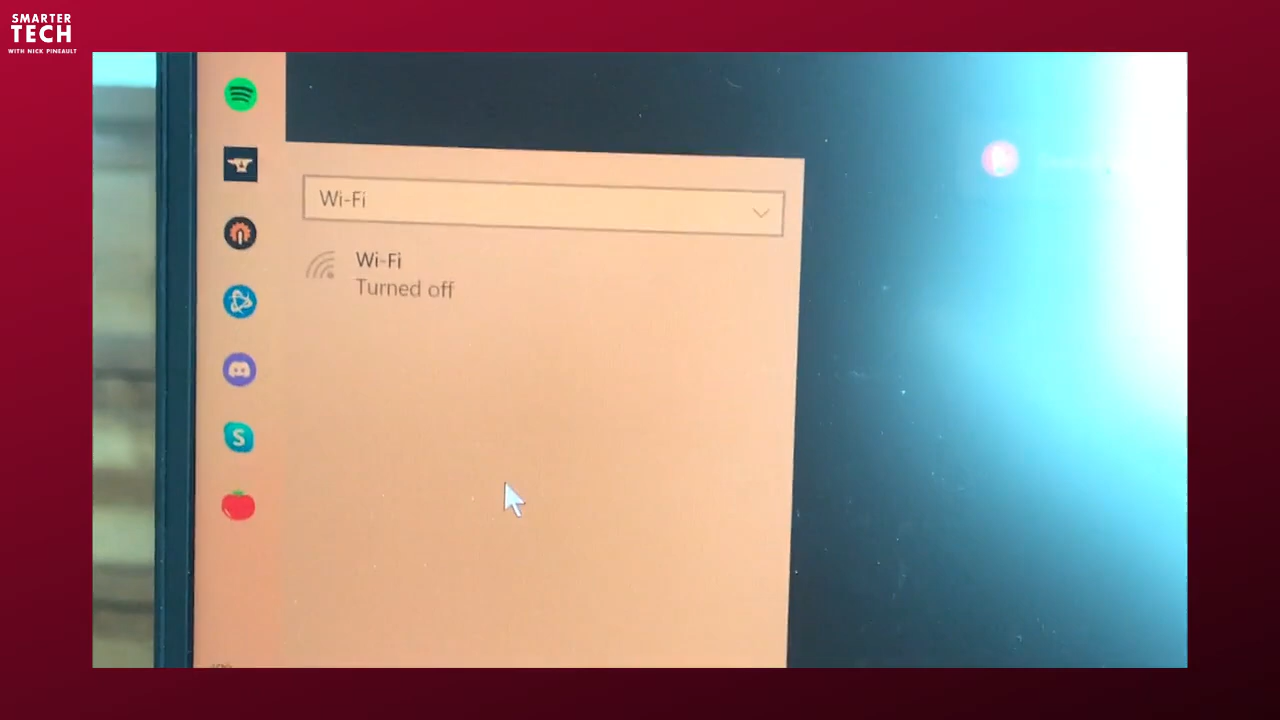 SMARTER
TECH
WITH NICK PINEAULT
Wi-Fi
Wi-Fi
Turned off
S